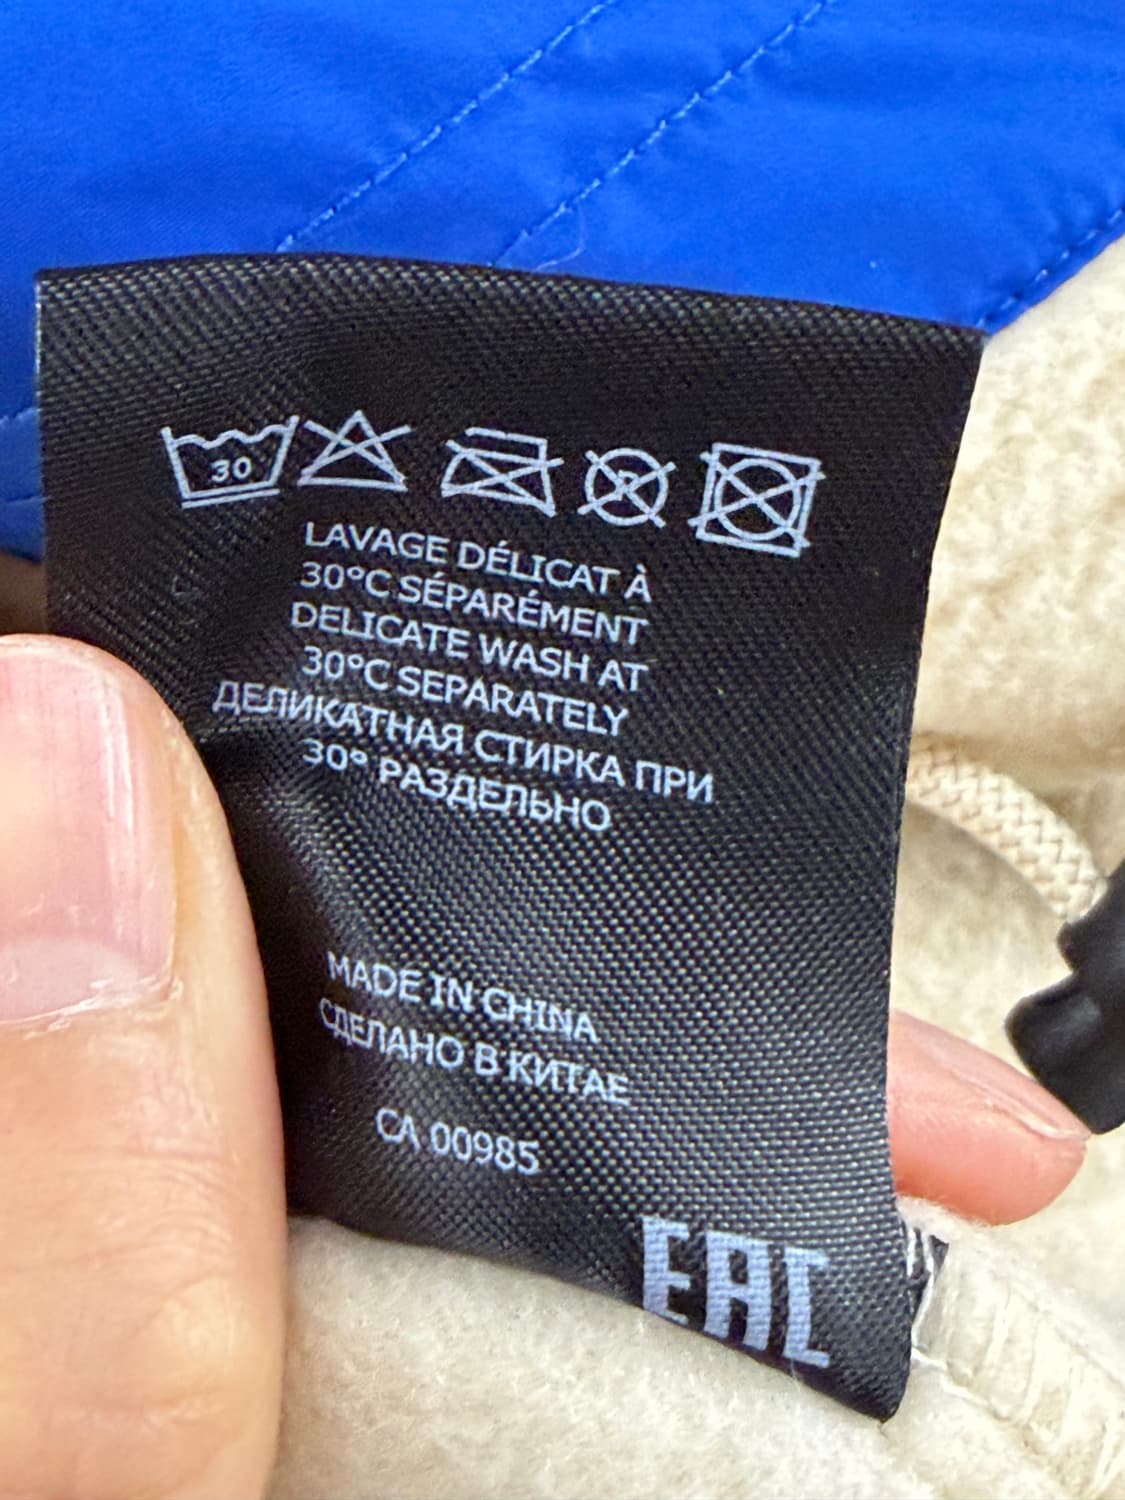 30
LAVAGE DÉLICAT À
30°C SÉPARÉMENT
DELICATE WASH AT
30°C SEPARATELY
ДЕЛИКАТНАЯ СТИРКА ПРИ
30° РАЗДЕЛЬНО
MADE IN CHINA
СДЕЛАНО В КИТАЕ
CA 00985
EAC